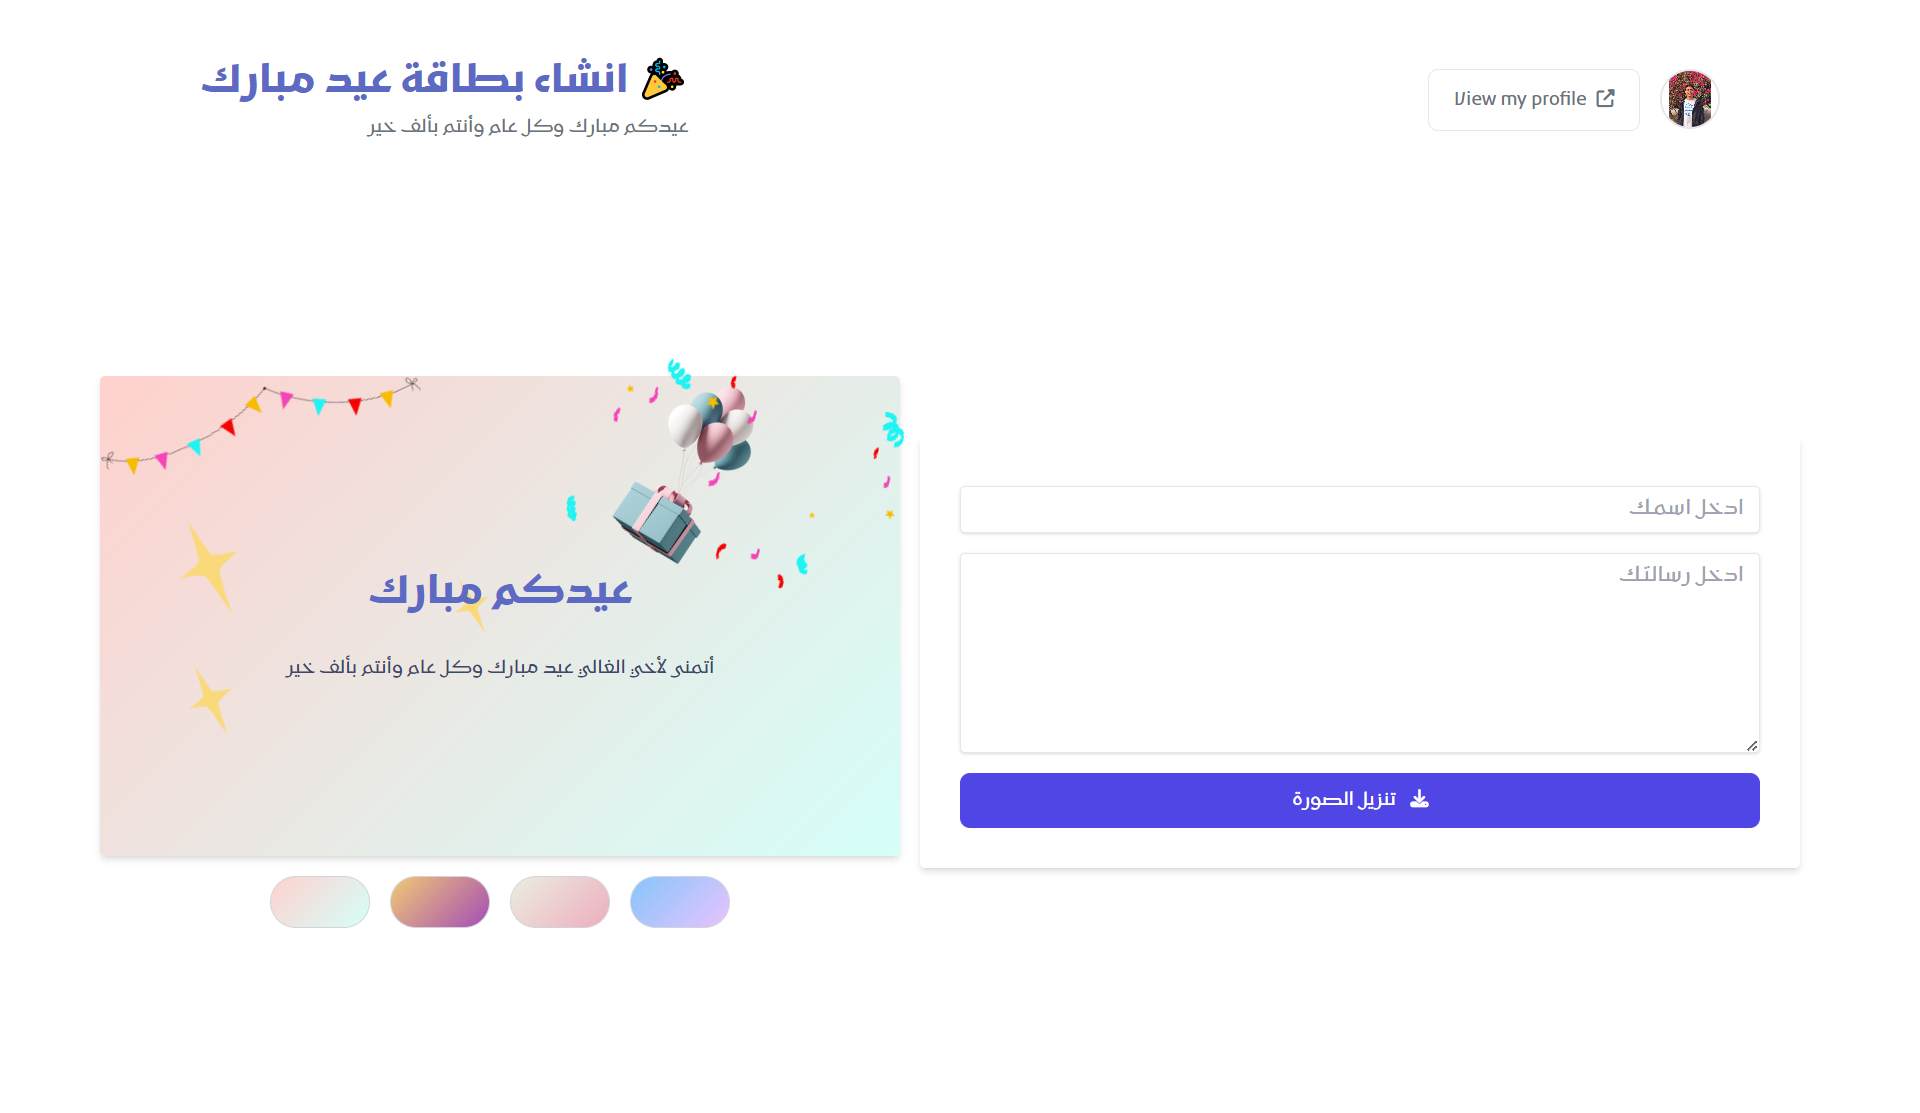 انشاء بطاقة عيد مبارك
عيدكم مبارك وكل عام وأنتم بألف خير
View my profile
عيدكم مبارك
أتمنى لأخي الغالي عيد مبارك وكل عام وأنتم بألف خير
ادخل اسمك
ادخل رسالتك
تنزيل الصورة